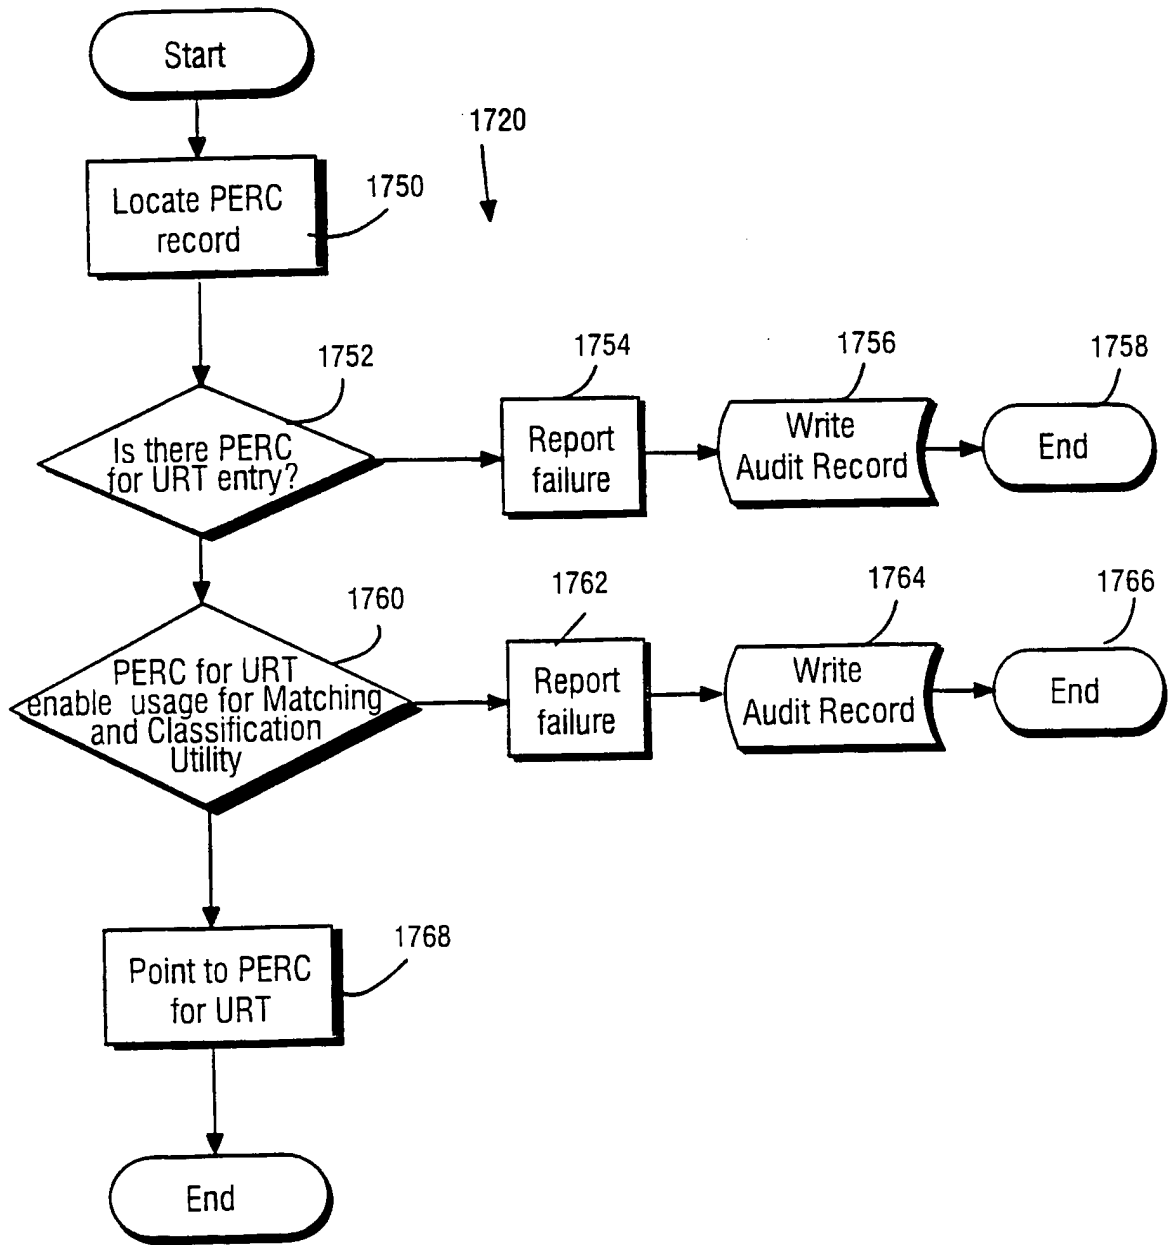 Start
1720
Locate PERC
record
1750
Is there PERC
for URT entry?
1752
Report
failure
1754
Write
Audit Record
1756
End
1758
PERC for URT
enable usage for Matching
and Classification
Utility
1760
Report
failure
1762
Write
Audit Record
1764
End
1766
Point to PERC
for URT
1768
End